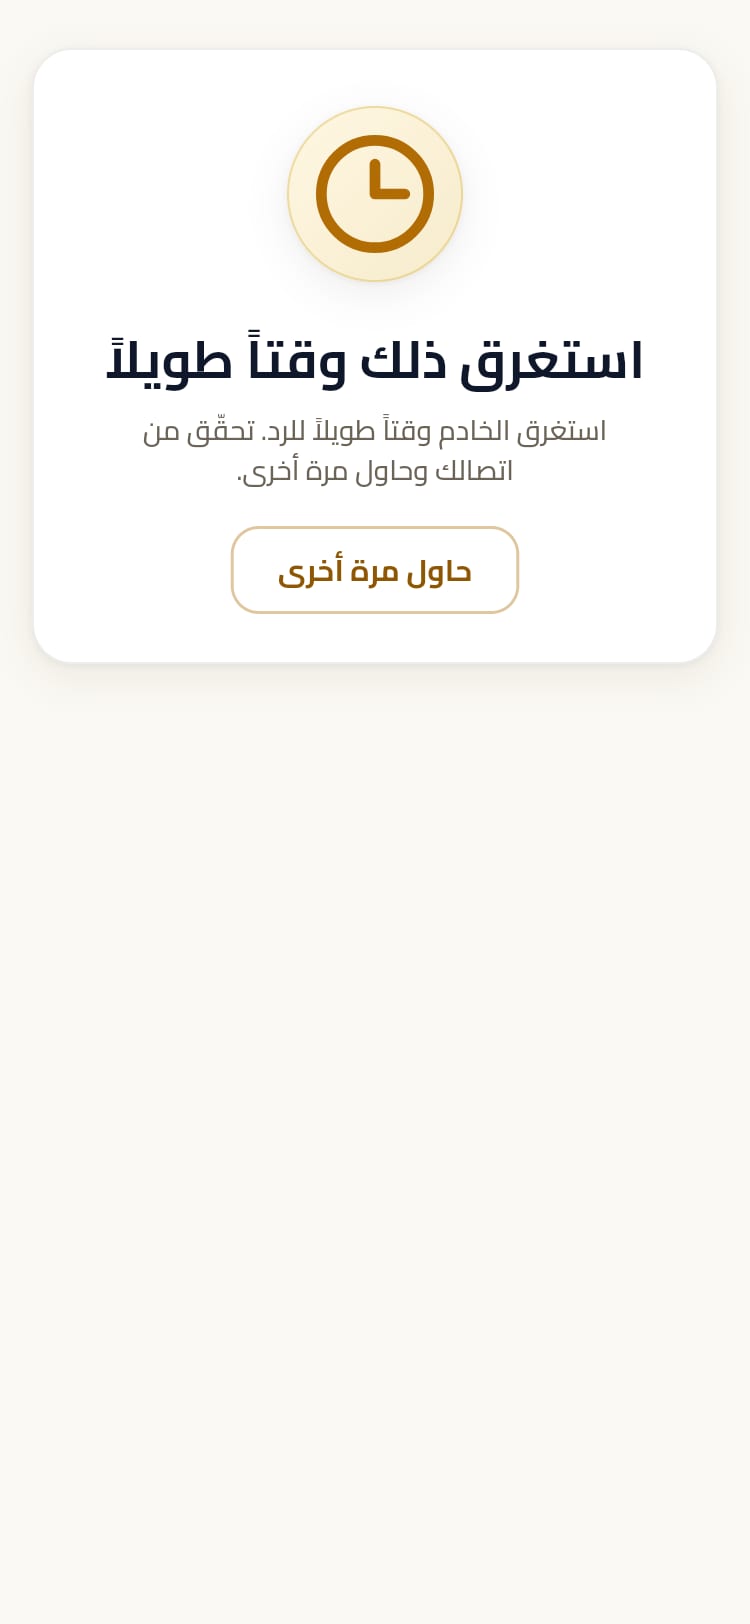 استغرق ذلك وقتاً طويلاً
استغرق الخادم وقتاً طويلاً للرد. تحقّق من
اتصالك وحاول مرة أخرى.
حاول مرة أخرى